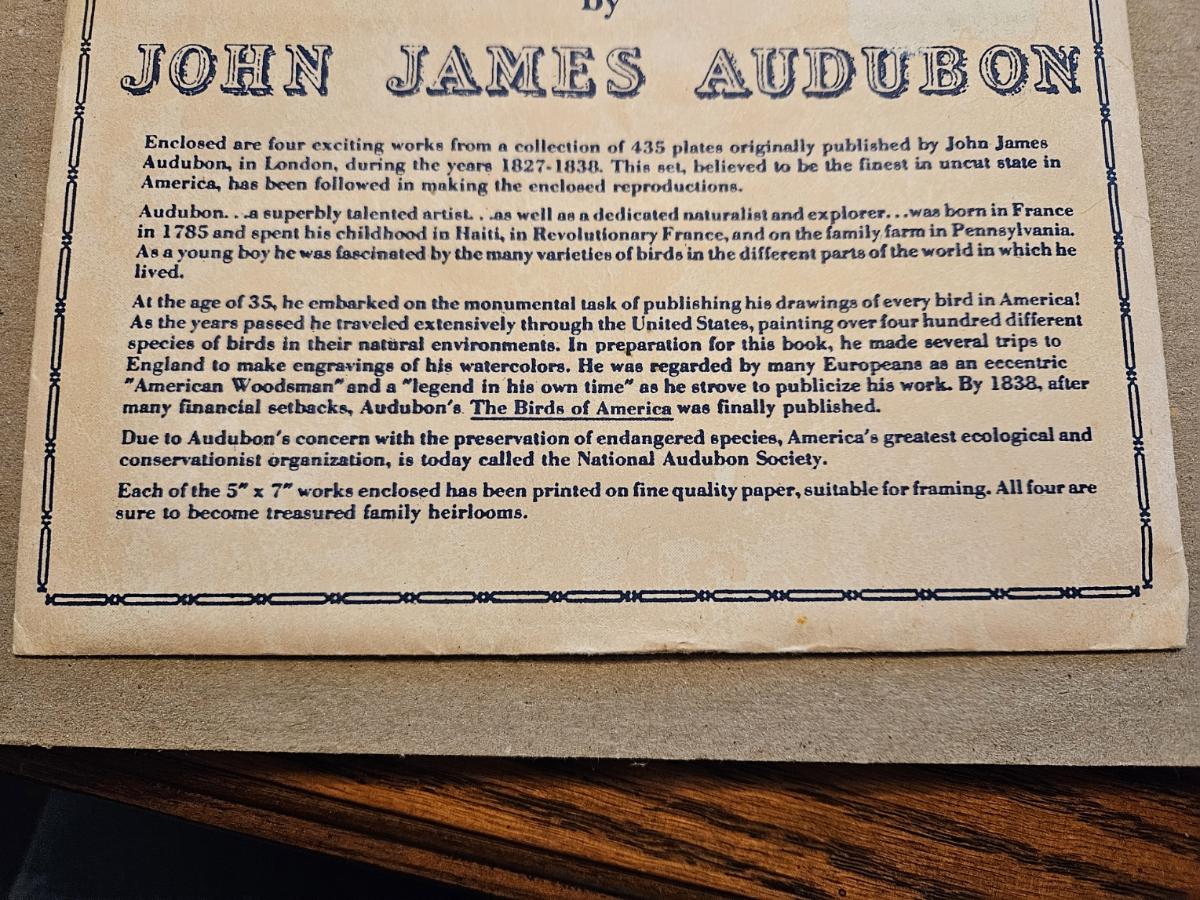 by
JOHN JAMES AUDUBON
Enclosed are four exciting works from a collection of 435 plates originally published by John James
Audubon, in London, during the years 1827-1838. This set, believed to be the finest in uncut state in
America, has been followed in making the enclosed reproductions.
Audubon. . .a superbly talented artist. . .as well as a dedicated naturalist and explorer...was born in France
in 1785 and spent his childhood in Haiti, in Revolutionary France, and on the family farm in Pennsylvania.
As a young boy he was fascinated by the many varieties of birds in the different parts of the world in which he
lived.
At the age of 35, he embarked on the monumental task of publishing his drawings of every bird in America!
As the years passed he traveled extensively through the United States, painting over four hundred different
species of birds in their natural environments. In preparation for this book, he made several trips to
England to make engravings of his watercolors. He was regarded by many Europeans as an eccentric
"American Woodsman" and a "legend in his own time" as he strove to publicize his work. By 1838, after
many financial setbacks, Audubon's The Birds of America was finally published.
Due to Audubon's concern with the preservation of endangered species, America's greatest ecological and
conservationist organization, is today called the National Audubon Society.
Each of the 5" x 7" works enclosed has been printed on fine quality paper, suitable for framing. All four are
sure to become treasured family heirlooms.